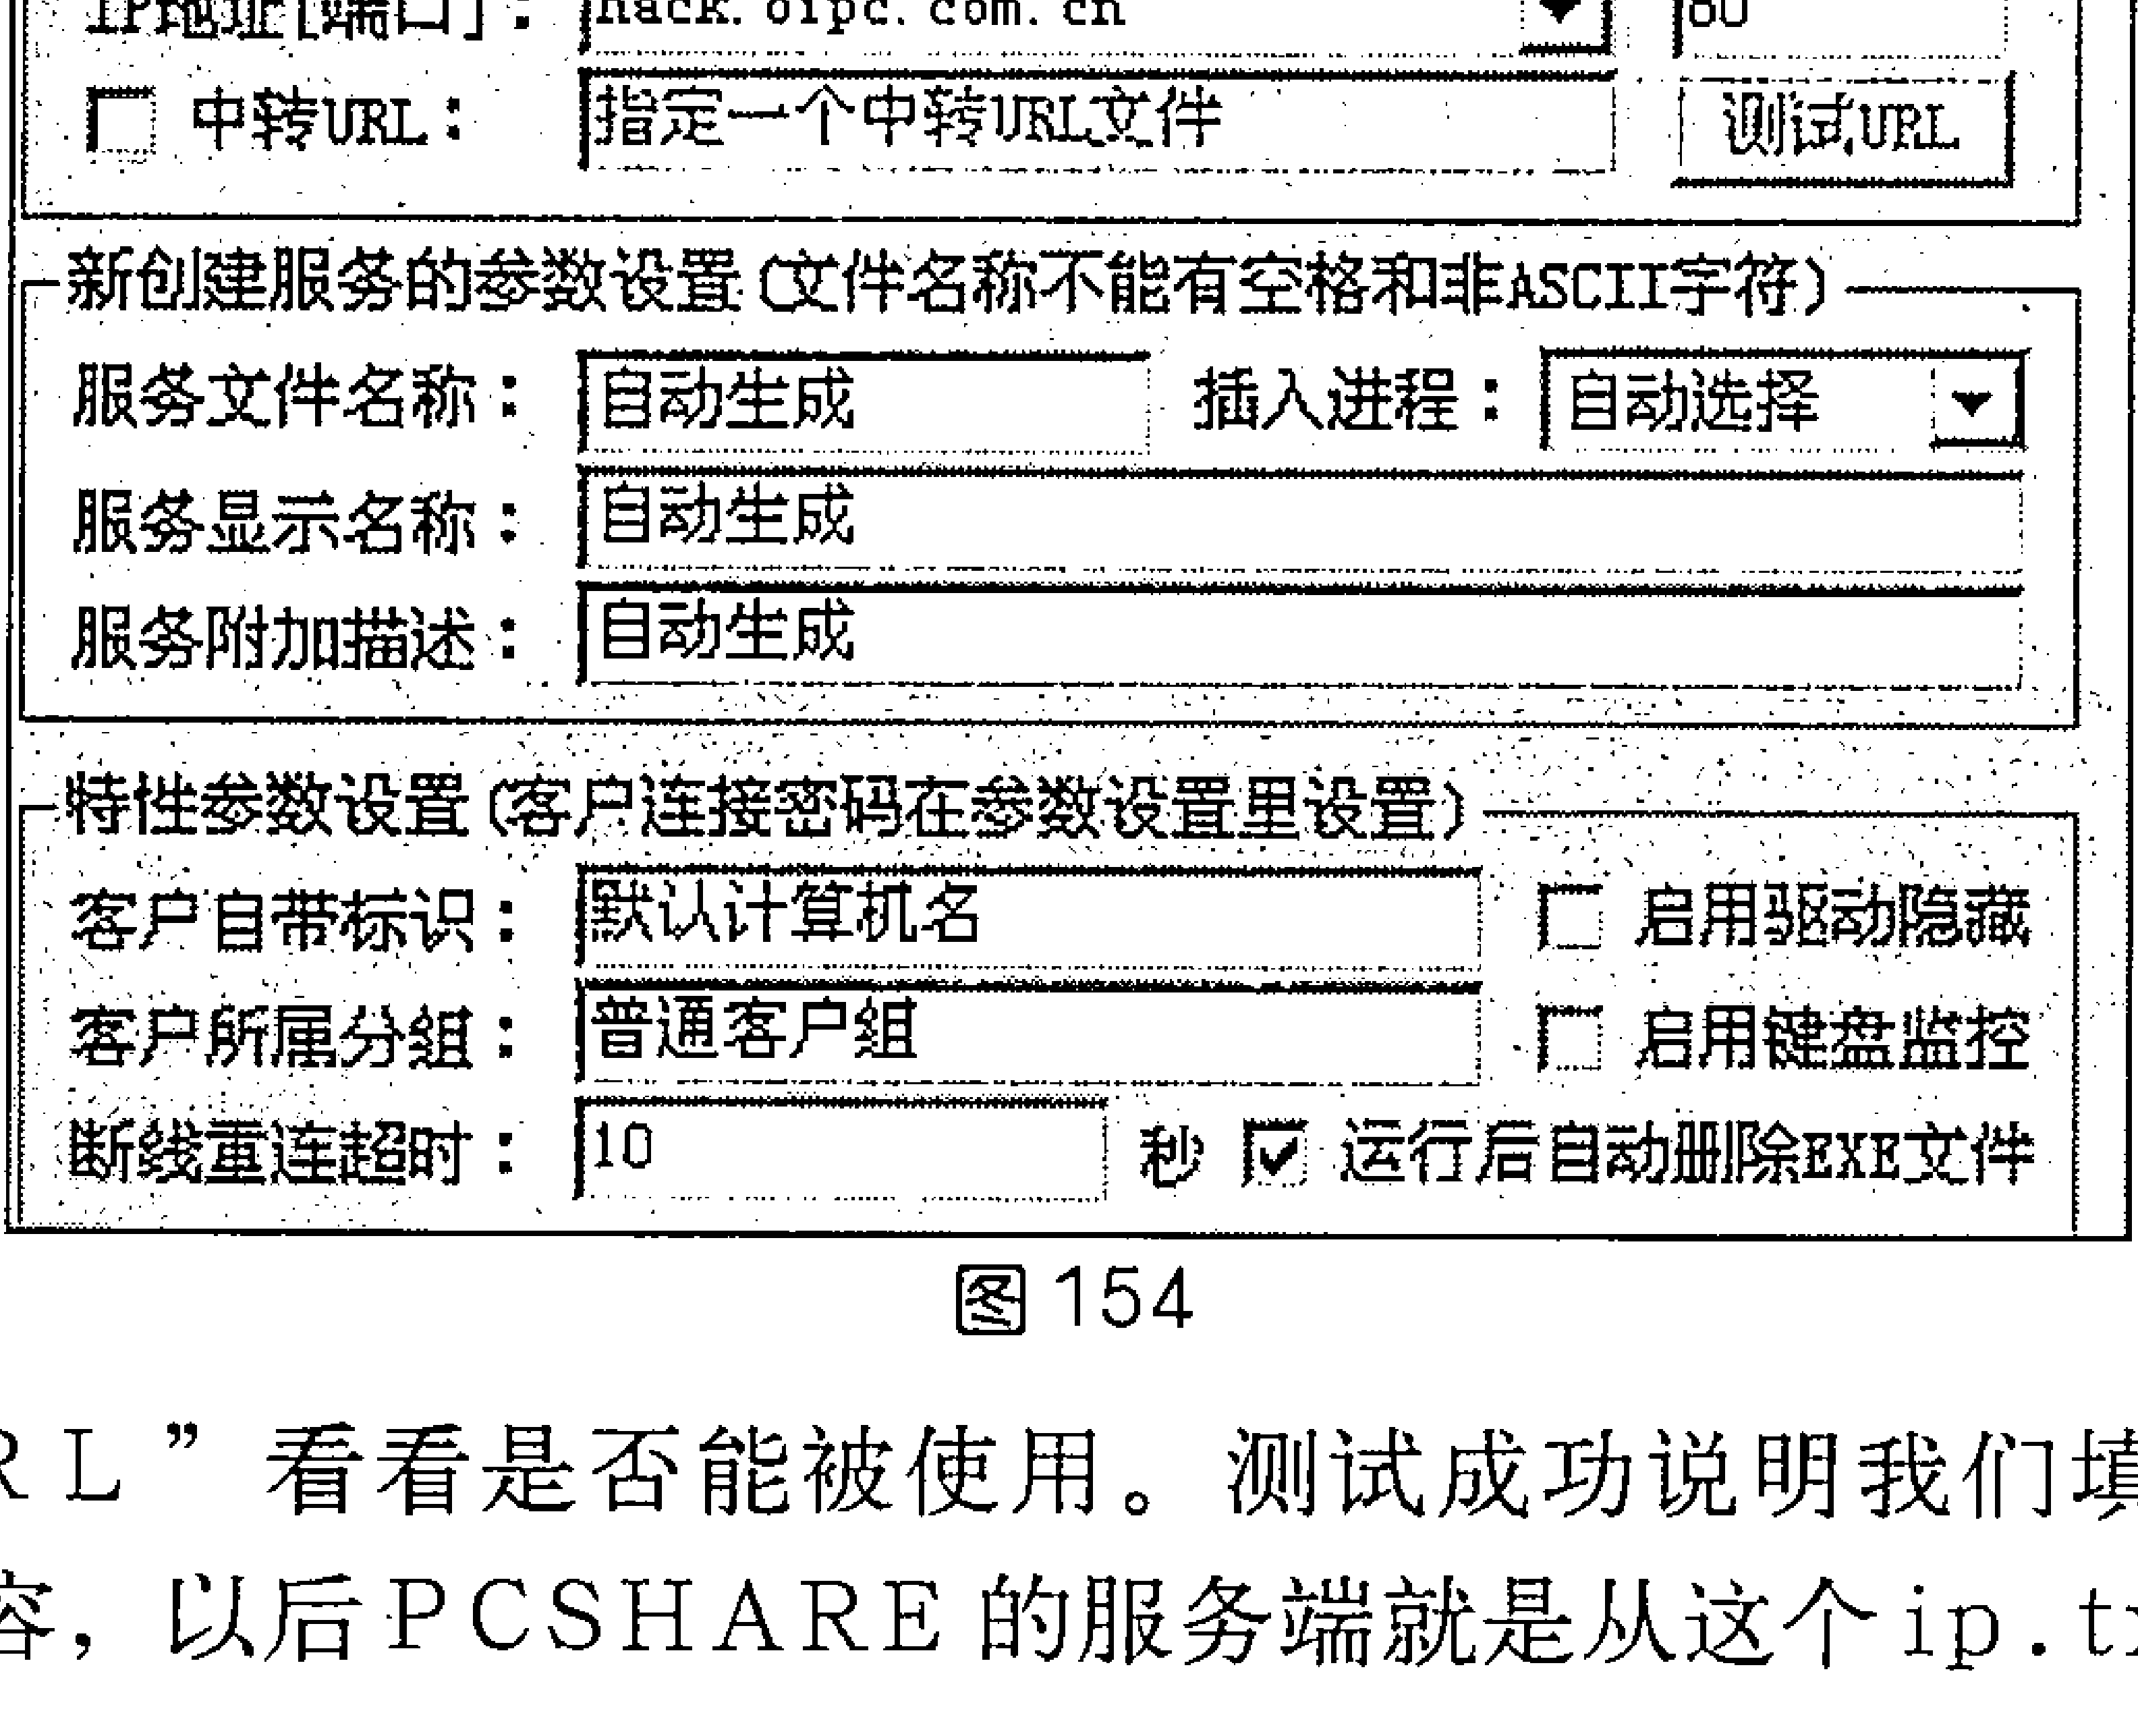 IP地址[端口]： hack.oipc.com.cn 80
中转URL： 指定一个中转URL文件 测试URL
新创建服务的参数设置(文件名称不能有空格和非ASCII字符)
服务文件名称： 自动生成 插入进程： 自动选择
服务显示名称： 自动生成
服务附加描述： 自动生成
特性参数设置(客户连接密码在参数设置里设置)
客户自带标识： 默认计算机名 启用驱动隐藏
客户所属分组： 普通客户组 启用键盘监控
断线重连超时： 10 秒 运行后自动删除EXE文件
图 154
RL”看看是否能被使用。测试成功说明我们填
容，以后PCSHARE的服务端就是从这个ip.tx